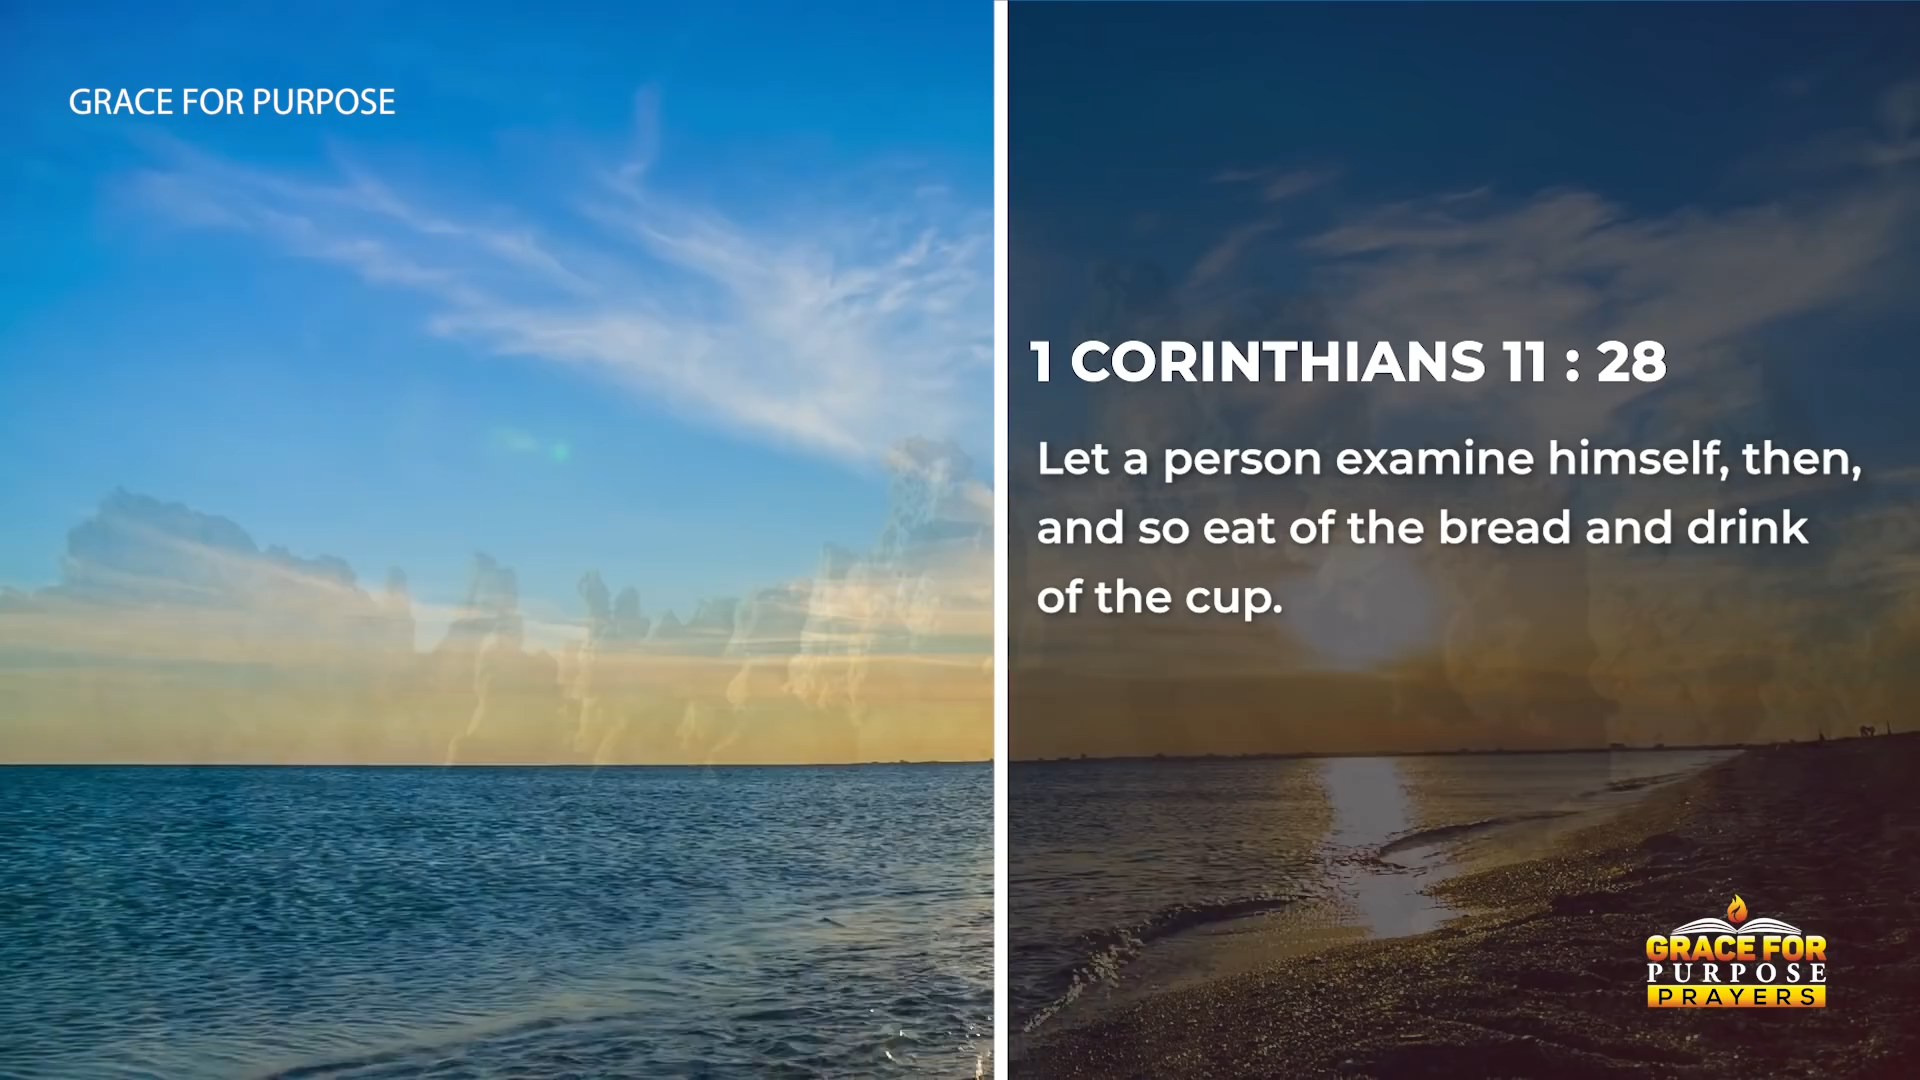 GRACE FOR PURPOSE
1 CORINTHIANS 11 : 28
Let a person examine himself, then,
and so eat of the bread and drink
of the cup.
GRACE FOR
PURPOSE
PRAYERS